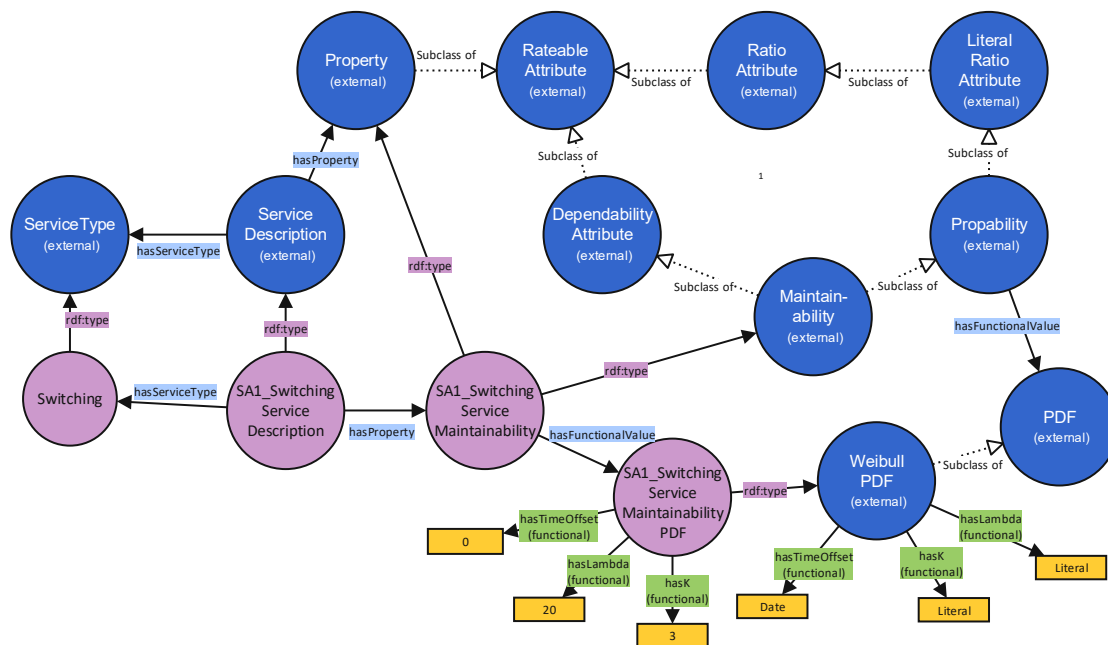 Property
(external)
Subclass of
Rateable
Attribute
(external)
Subclass of
Ratio
Attribute
(external)
Subclass of
Literal
Ratio
Attribute
(external)
hasProperty
Subclass of
1
Subclass of
ServiceType
(external)
hasServiceType
Service
Description
(external)
Dependability
Attribute
(external)
Propability
(external)
rdf:type
Subclass of
Maintain-
ability
(external)
Subclass of
rdf:type
rdf:type
hasFunctionalValue
Switching
hasServiceType
SA1_Switching
Service
Description
hasProperty
SA1_Switching
Service
Maintainability
rdf:type
hasFunctionalValue
PDF
(external)
SA1_Switching
Service
Maintainability
PDF
rdf:type
Weibull
PDF
(external)
Subclass of
hasTimeOffset
(functional)
0
hasLambda
(functional)
20
hasK
(functional)
3
hasTimeOffset
(functional)
Date
hasK
(functional)
Literal
hasLambda
(functional)
Literal